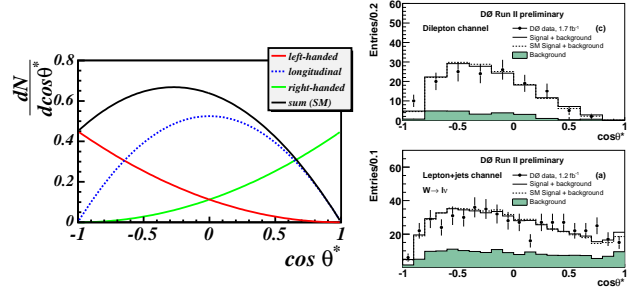 dN
dcosθ*
0.8
0.6
0.4
0.2
0
-1
-0.5
0
0.5
1
cos θ*
left-handed
longitudinal
right-handed
sum (SM)
Entries/0.2
DØ Run II preliminary
Dilepton channel
(c)
DØ data, 1.7 fb⁻¹
Signal + background
SM Signal + background
Background
60
50
40
30
20
10
0
-1
-0.5
0
0.5
1
cosθ*
Entries/0.1
DØ Run II preliminary
Lepton+jets channel
(a)
W → lν
DØ data, 1.2 fb⁻¹
Signal + background
SM Signal + background
Background
60
40
20
0
-1
-0.5
0
0.5
1
cosθ*